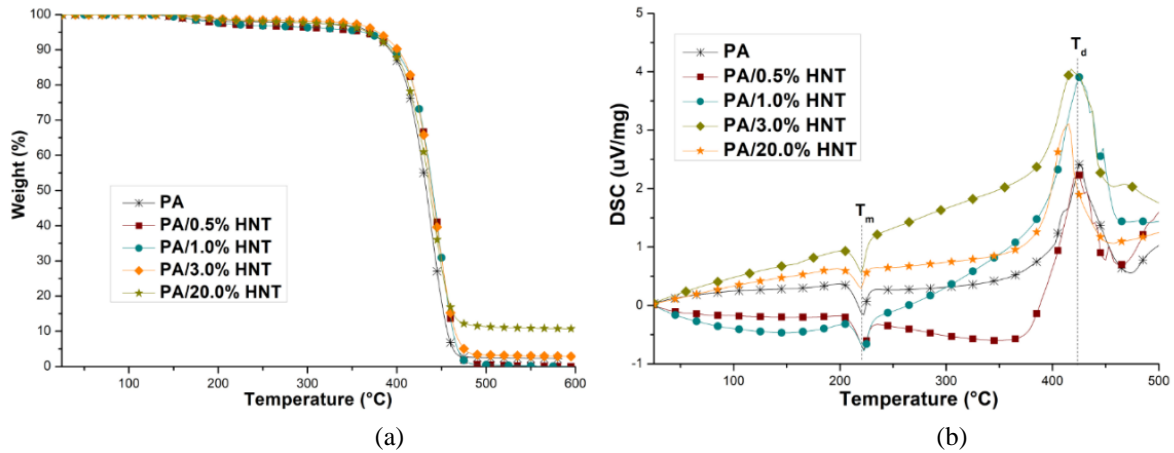 100
90
80
70
60
50
40
30
20
10
0
Weight (%)
PA
PA/0.5% HNT
PA/1.0% HNT
PA/3.0% HNT
PA/20.0% HNT
100
200
300
400
500
600
Temperature (°C)
(a)
5
4
3
2
1
0
-1
DSC (uV/mg)
PA
PA/0.5% HNT
PA/1.0% HNT
PA/3.0% HNT
PA/20.0% HNT
Tm
Td
100
200
300
400
500
Temperature (°C)
(b)